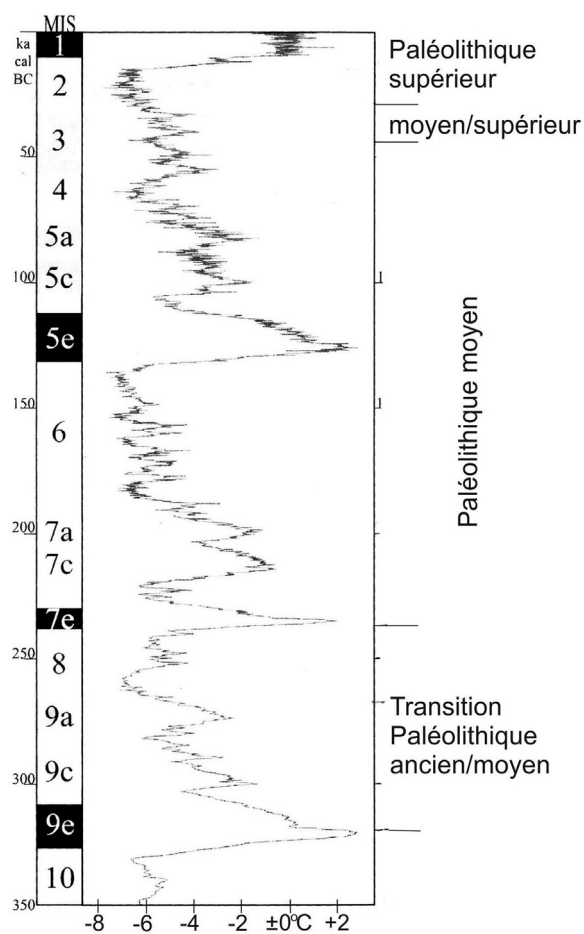 MIS
ka
cal
BC
1
2
3
50
4
5a
5c
100
5e
150
6
200
7a
7c
7e
250
8
9a
9c
300
9e
10
350
-8 -6 -4 -2 ±0°C +2
Paléolithique
supérieur
moyen/supérieur
Paléolithique moyen
Transition
Paléolithique
ancien/moyen